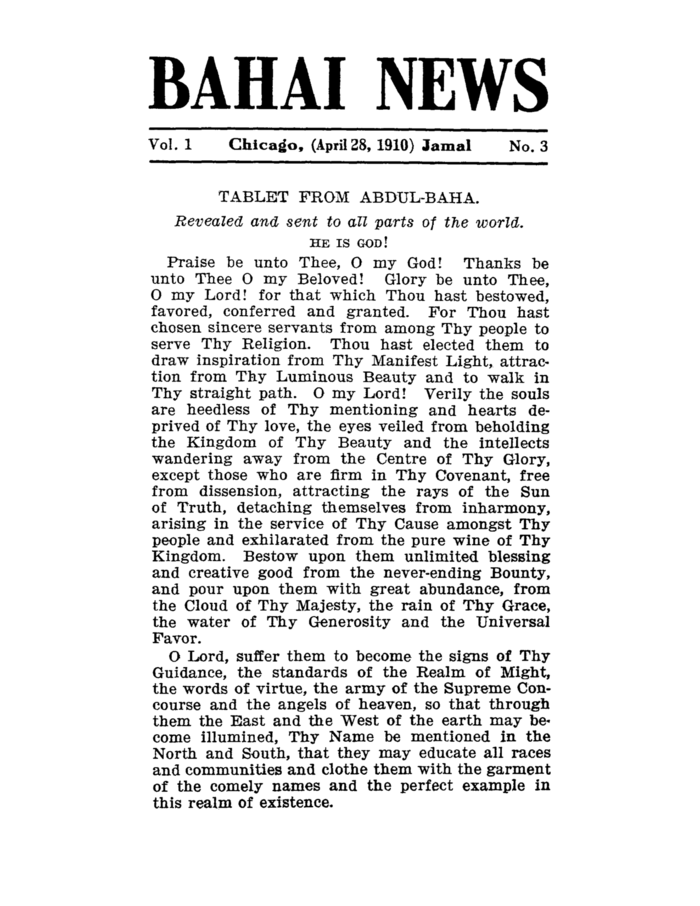 BAHAI NEWS
Vol. 1 Chicago, (April 28, 1910) Jamal No. 3
TABLET FROM ABDUL-BAHA.
Revealed and sent to all parts of the world.
HE IS GOD!
Praise be unto Thee, O my God! Thanks be
unto Thee O my Beloved! Glory be unto Thee,
O my Lord! for that which Thou hast bestowed,
favored, conferred and granted. For Thou hast
chosen sincere servants from among Thy people to
serve Thy Religion. Thou hast elected them to
draw inspiration from Thy Manifest Light, attrac-
tion from Thy Luminous Beauty and to walk in
Thy straight path. O my Lord! Verily the souls
are heedless of Thy mentioning and hearts de-
prived of Thy love, the eyes veiled from beholding
the Kingdom of Thy Beauty and the intellects
wandering away from the Centre of Thy Glory,
except those who are firm in Thy Covenant, free
from dissension, attracting the rays of the Sun
of Truth, detaching themselves from inharmony,
arising in the service of Thy Cause amongst Thy
people and exhilarated from the pure wine of Thy
Kingdom. Bestow upon them unlimited blessing
and creative good from the never-ending Bounty,
and pour upon them with great abundance, from
the Cloud of Thy Majesty, the rain of Thy Grace,
the water of Thy Generosity and the Universal
Favor.
O Lord, suffer them to become the signs of Thy
Guidance, the standards of the Realm of Might,
the words of virtue, the army of the Supreme Con-
course and the angels of heaven, so that through
them the East and the West of the earth may be-
come illumined, Thy Name be mentioned in the
North and South, that they may educate all races
and communities and clothe them with the garment
of the comely names and the perfect example in
this realm of existence.